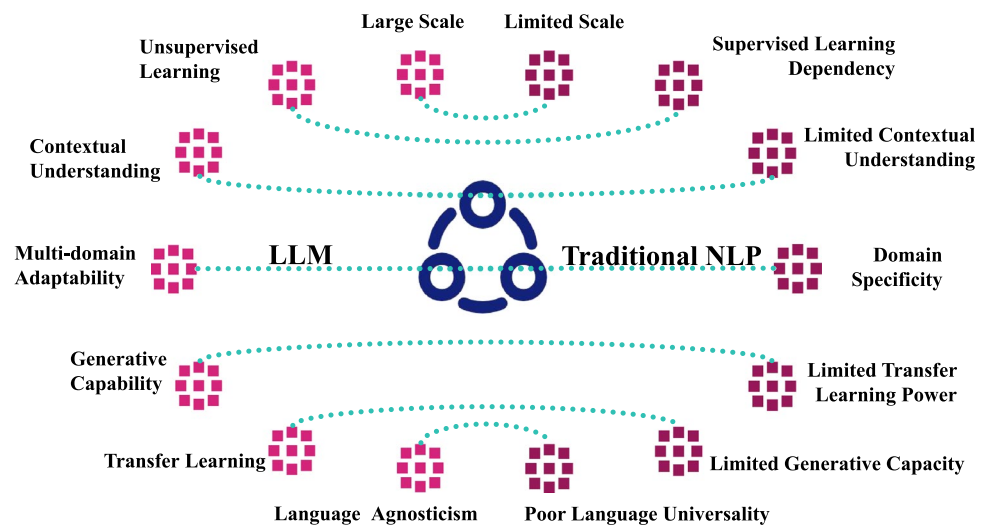 Large Scale
Limited Scale
Unsupervised
Learning
Supervised Learning
Dependency
Contextual
Understanding
Limited Contextual
Understanding
Multi-domain
Adaptability
LLM
Traditional NLP
Domain
Specificity
Generative
Capability
Limited Transfer
Learning Power
Transfer Learning
Limited Generative Capacity
Language Agnosticism
Poor Language Universality